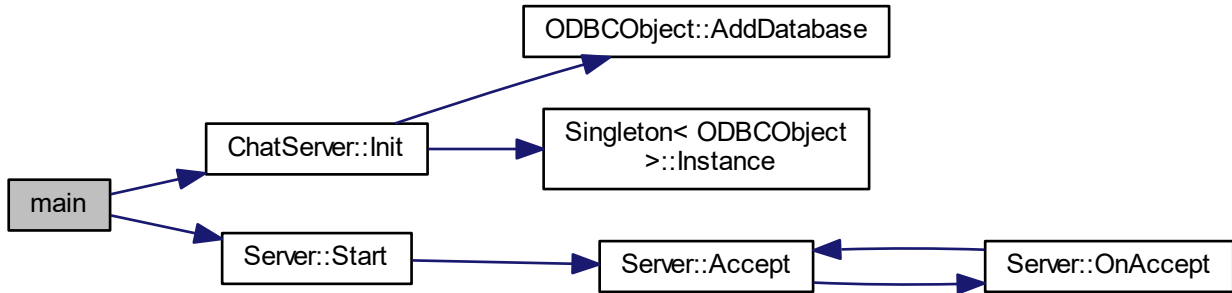 ODBCObject::AddDatabase
ChatServer::Init
Singleton< ODBCObject
>::Instance
main
Server::Start
Server::Accept
Server::OnAccept